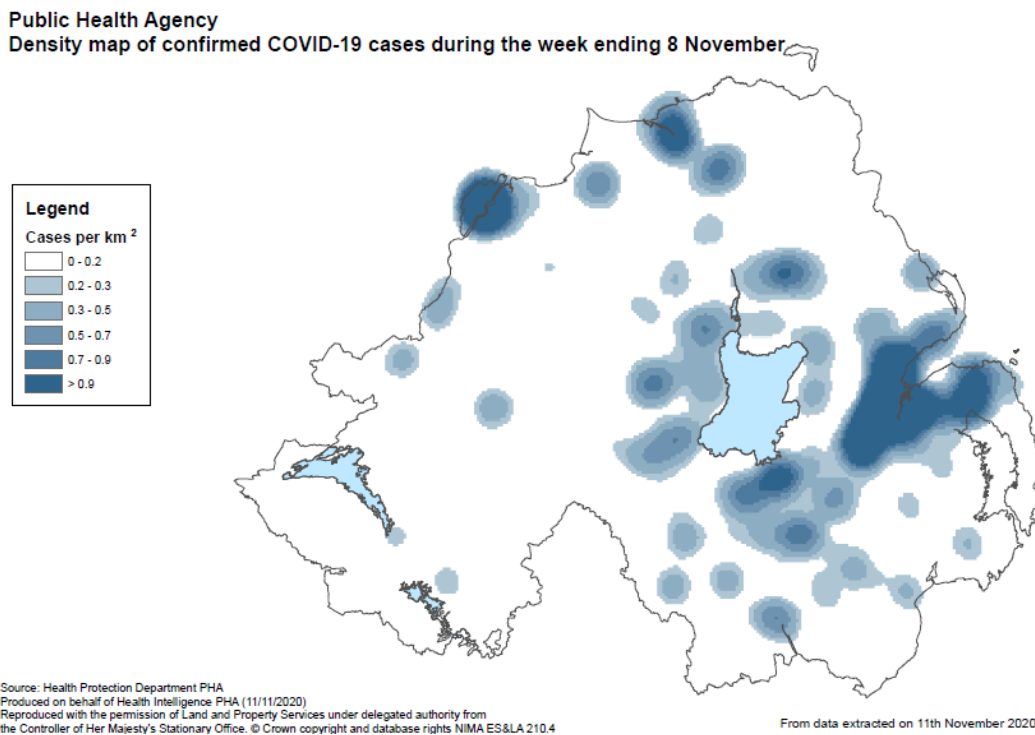 Public Health Agency
Density map of confirmed COVID-19 cases during the week ending 8 November
Legend
Cases per km 2
0 - 0.2
0.2 - 0.3
0.3 - 0.5
0.5 - 0.7
0.7 - 0.9
> 0.9
Source: Health Protection Department PHA
Produced on behalf of Health Intelligence PHA (11/11/2020)
Reproduced with the permission of Land and Property Services under delegated authority from
the Controller of Her Majesty's Stationary Office. © Crown copyright and database rights NIMA ES&LA 210.4
From data extracted on 11th November 2020